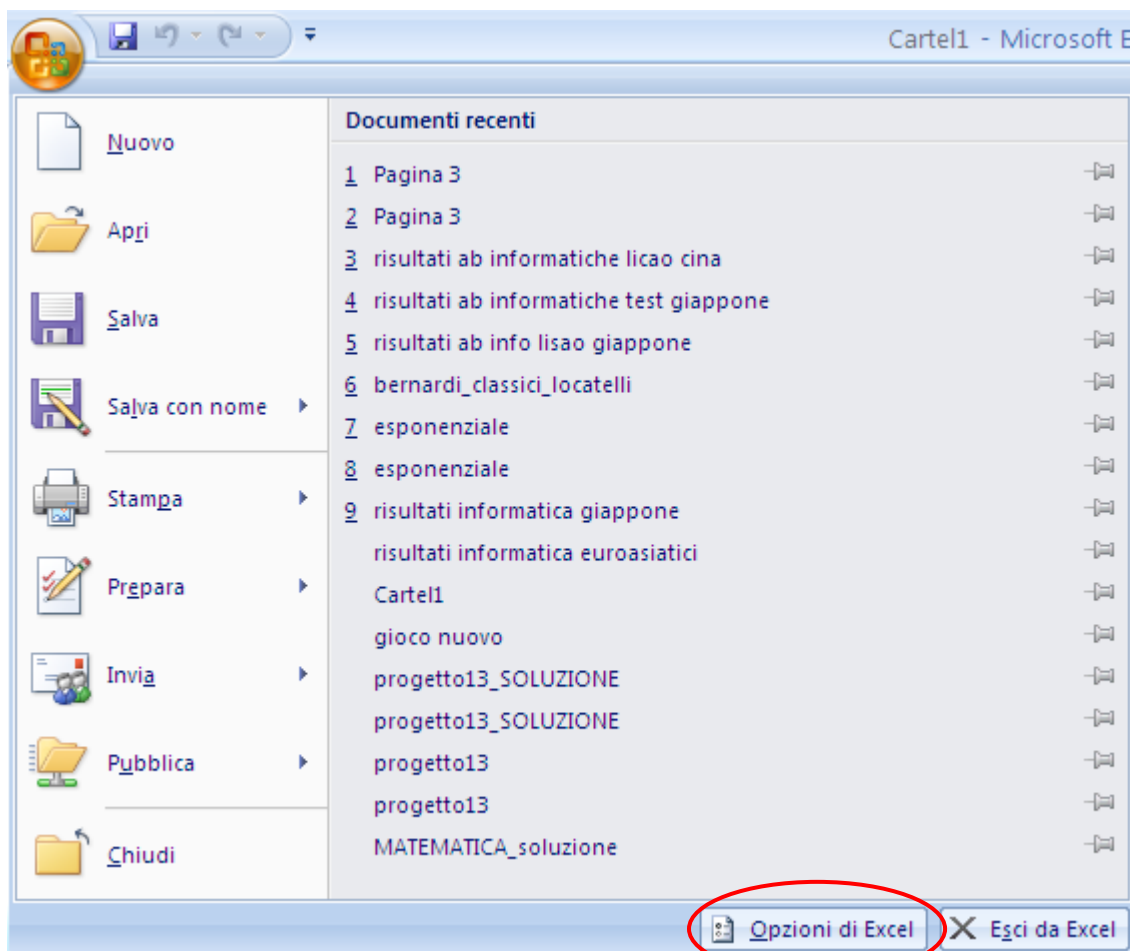 Cartel1 - Microsoft E
Nuovo
Apri
Salva
Salva con nome
Stampa
Prepara
Invia
Pubblica
Chiudi
Documenti recenti
1 Pagina 3
2 Pagina 3
3 risultati ab informatiche licao cina
4 risultati ab informatiche test giappone
5 risultati ab info lisao giappone
6 bernardi_classici_locatelli
7 esponenziale
8 esponenziale
9 risultati informatica giappone
risultati informatica euroasiatici
Cartel1
gioco nuovo
progetto13_SOLUZIONE
progetto13_SOLUZIONE
progetto13
progetto13
MATEMATICA_soluzione
Opzioni di Excel
Esci da Excel